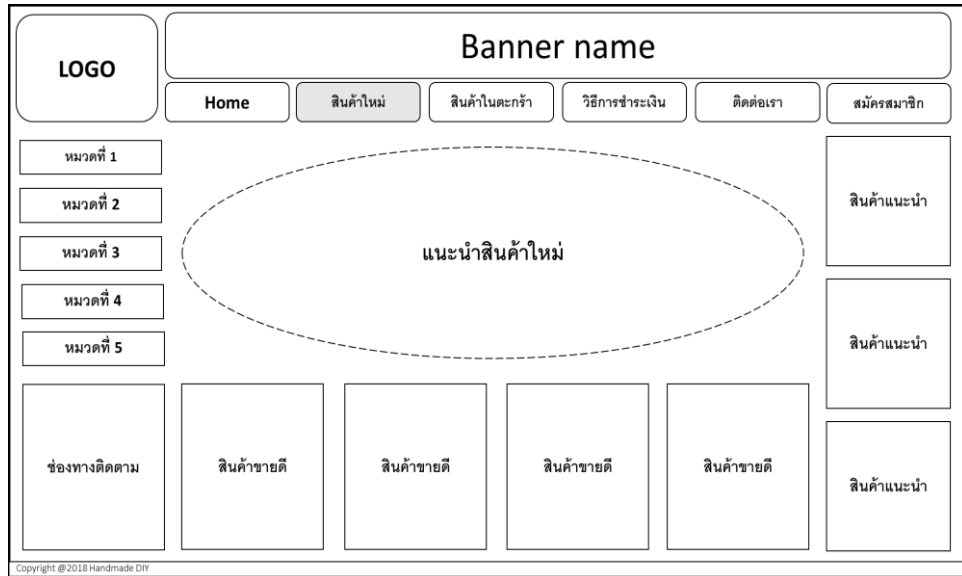 LOGO
Banner name
Home
สินค้าใหม่
สินค้าในตะกร้า
วิธีการชำระเงิน
ติดต่อเรา
สมัครสมาชิก
หมวดที่ 1
หมวดที่ 2
หมวดที่ 3
หมวดที่ 4
หมวดที่ 5
แนะนำสินค้าใหม่
สินค้าแนะนำ
สินค้าแนะนำ
สินค้าแนะนำ
ช่องทางติดตาม
สินค้าขายดี
สินค้าขายดี
สินค้าขายดี
สินค้าขายดี
Copyright @2018 Handmade DIY